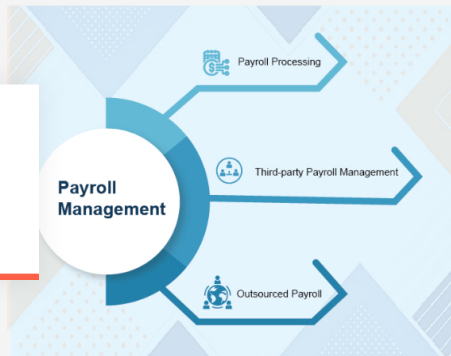 Payroll Processing
Payroll
Management
Third-party Payroll Management
Outsourced Payroll